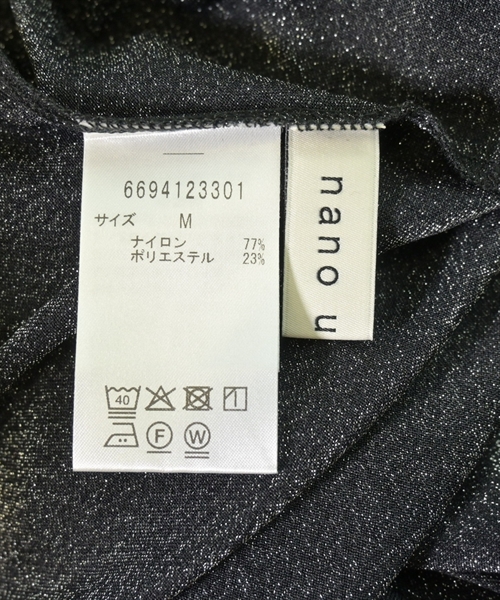 6694123301
サイズ M
ナイロン 77%
ポリエステル 23%
40
F W
nano u